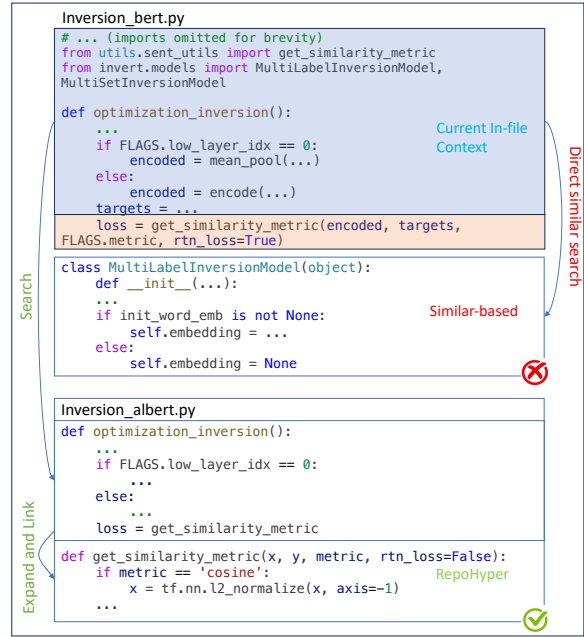 Inversion_bert.py
# ... (imports omitted for brevity)
from utils.sent_utils import get_similarity_metric
from invert.models import MultiLabelInversionModel,
MultiSetInversionModel
def optimization_inversion():
...
if FLAGS.low_layer_idx == 0:
encoded = mean_pool(...)
else:
encoded = encode(...)
targets = ...
Current In-file
Context
loss = get_similarity_metric(encoded, targets,
FLAGS.metric, rtn_loss=True)
Direct similar search
class MultiLabelInversionModel(object):
def __init__(...):
...
if init_word_emb is not None:
self.embedding = ...
else:
self.embedding = None
Similar-based
Search
Inversion_albert.py
def optimization_inversion():
...
if FLAGS.low_layer_idx == 0:
...
else:
...
loss = get_similarity_metric
Expand and Link
def get_similarity_metric(x, y, metric, rtn_loss=False):
if metric == 'cosine':
x = tf.nn.l2_normalize(x, axis=-1)
...
RepoHyper